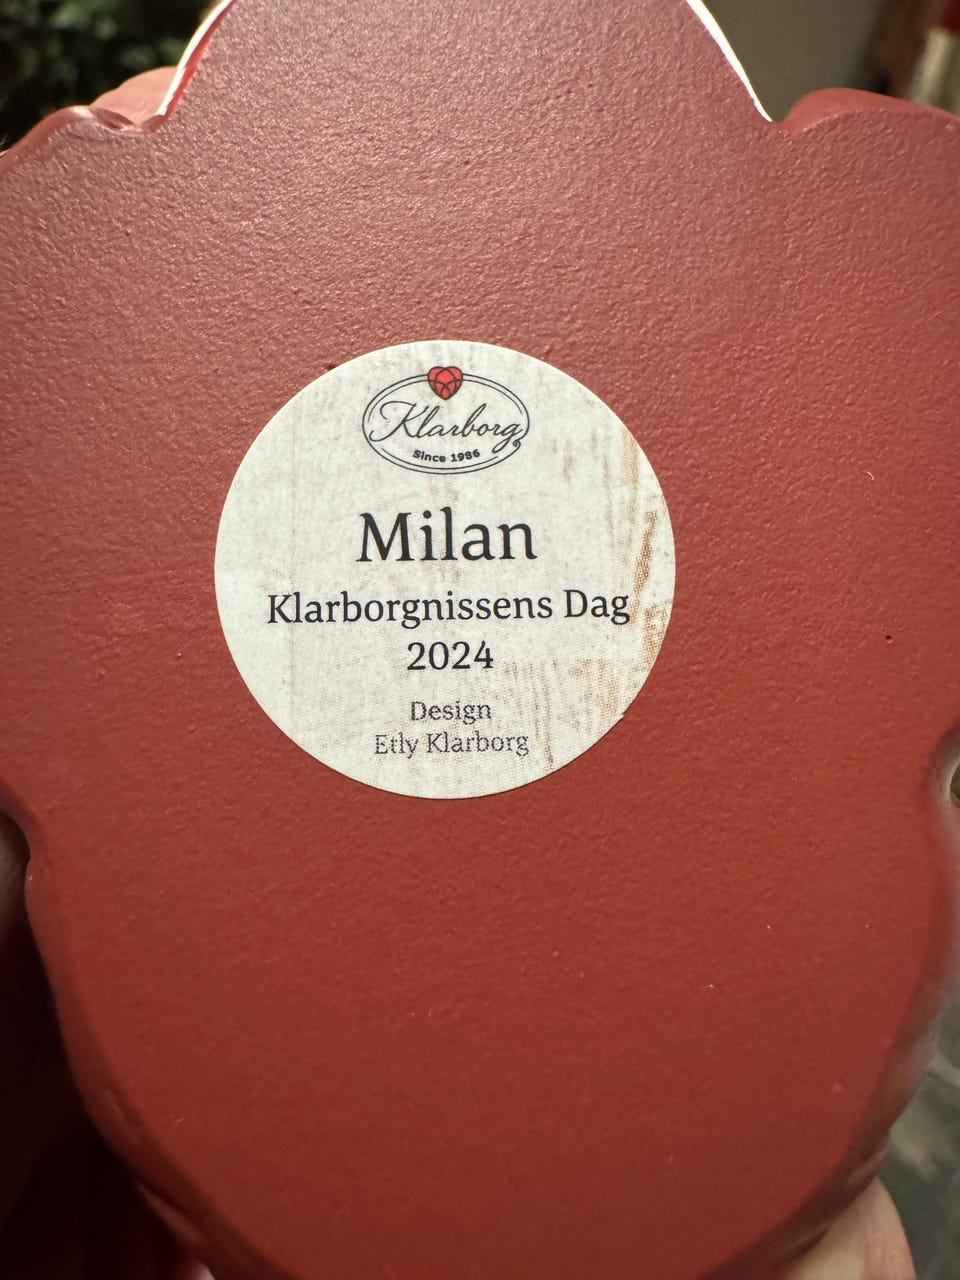 Klarborg
Since 1986
Milan
Klarborgnissens Dag
2024
Design
Etly Klarborg